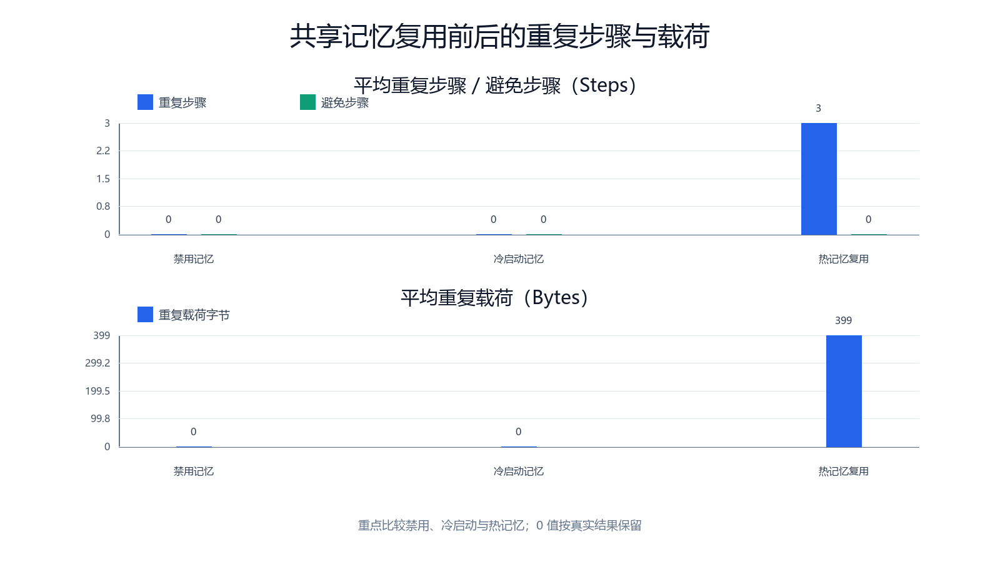 共享记忆复用前后的重复步骤与载荷
平均重复步骤 / 避免步骤（Steps）
重复步骤 避免步骤
3
3
2.2
1.5
0.8
0 0 0 0 0
0
禁用记忆 冷启动记忆 热记忆复用
平均重复载荷（Bytes）
重复载荷字节
399
399
299.2
199.5
99.8
0 0
0
禁用记忆 冷启动记忆 热记忆复用
重点比较禁用、冷启动与热记忆；0 值按真实结果保留